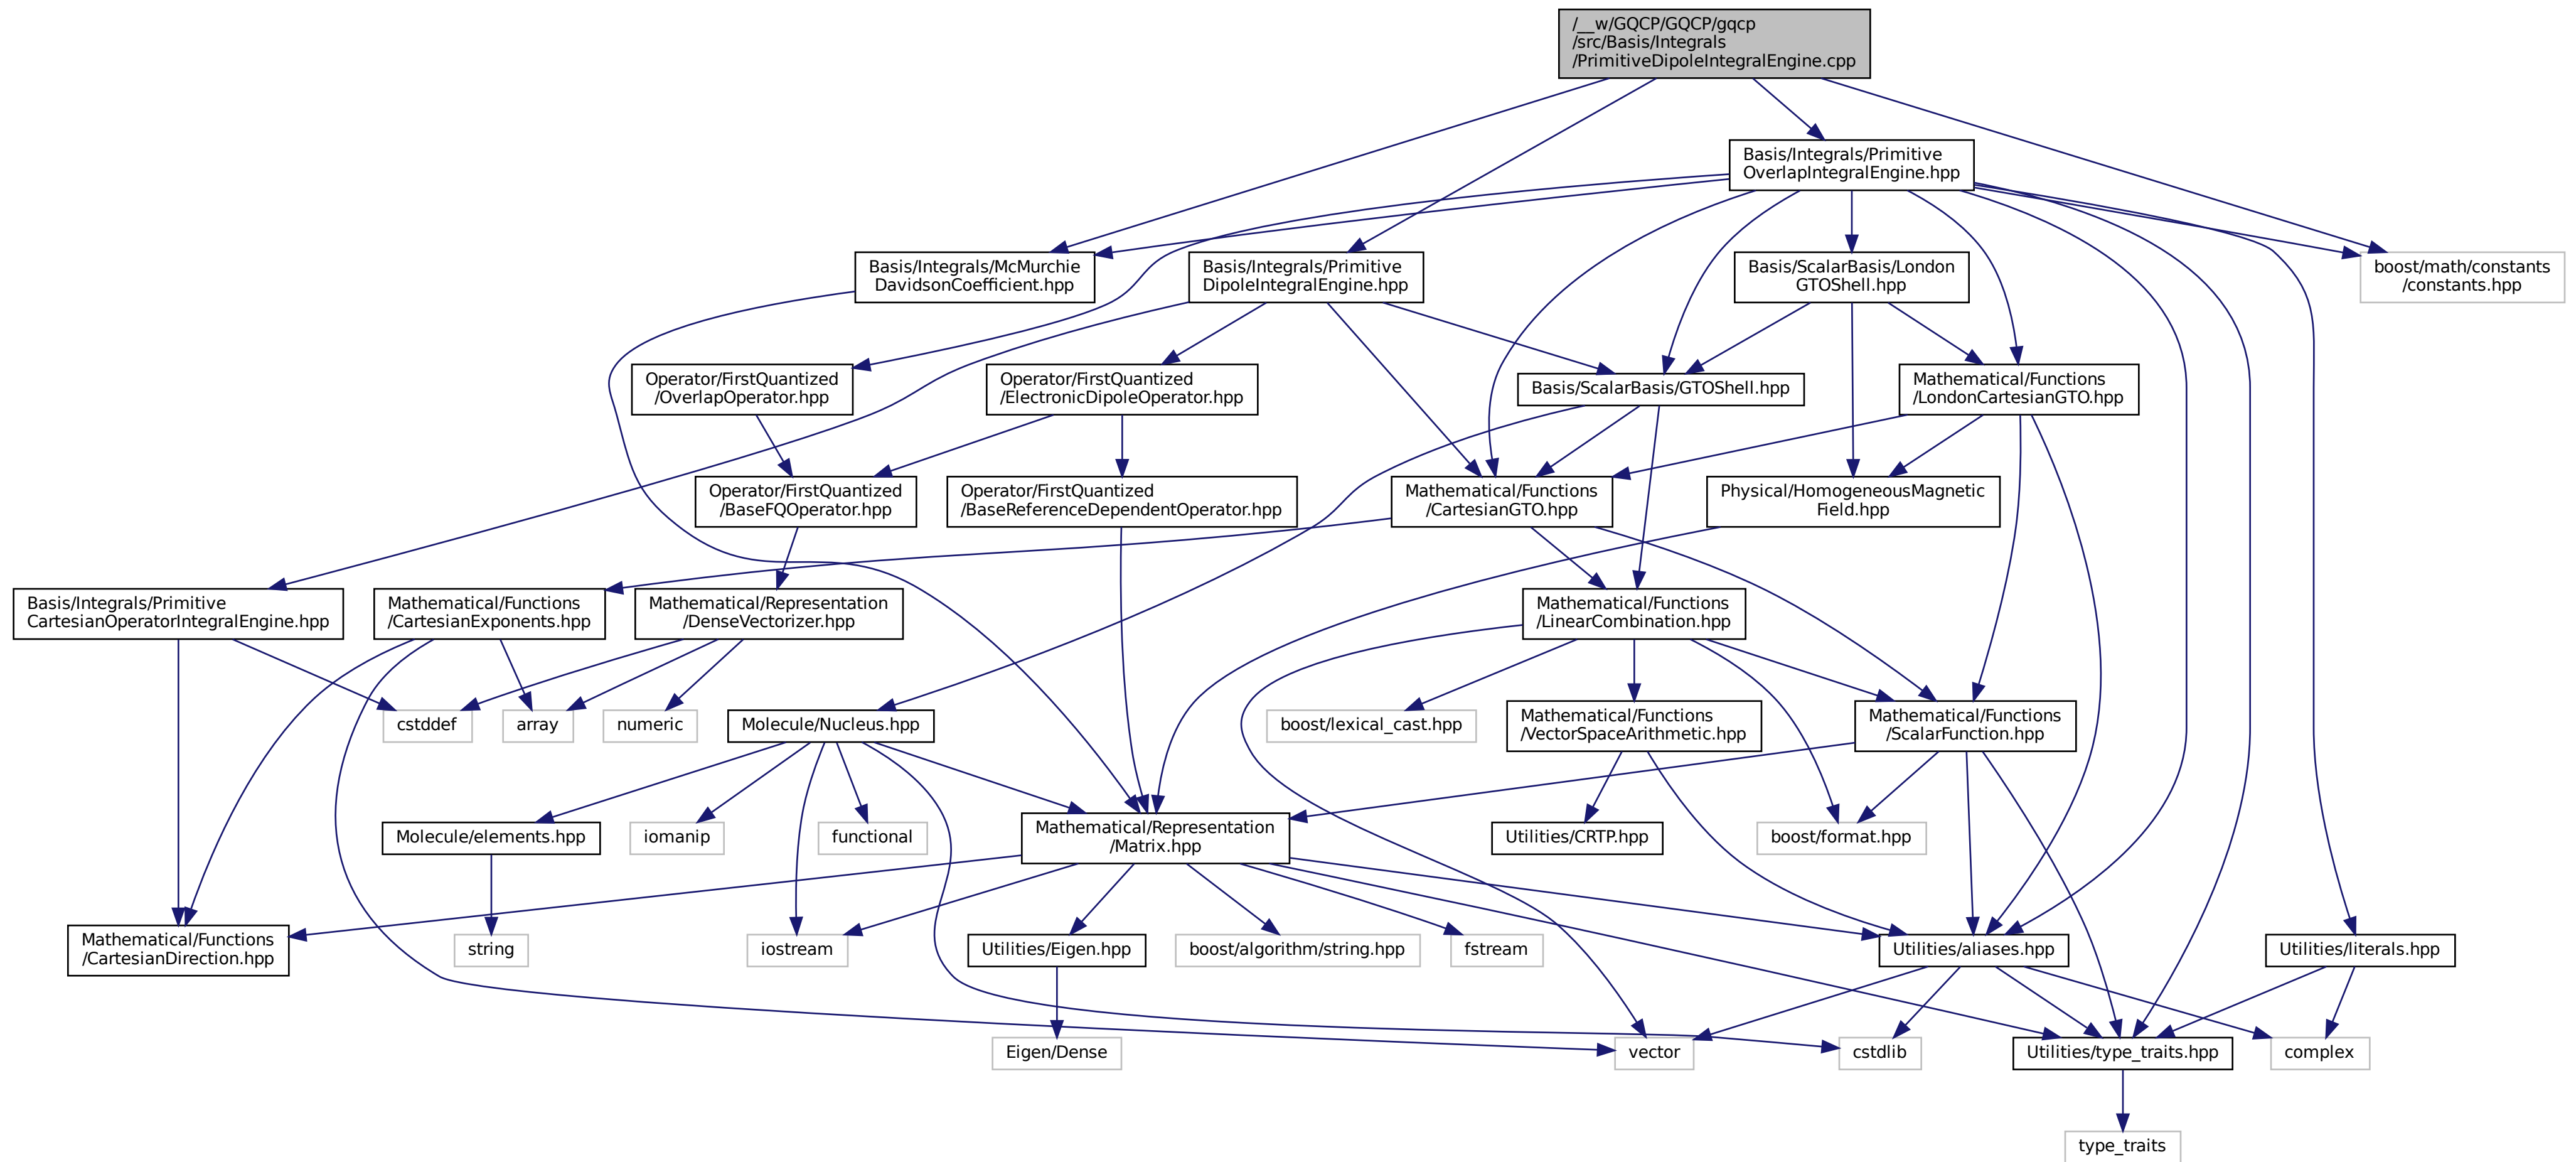 /__w/GQCP/GQCP/gqcp
/src/Basis/Integrals
/PrimitiveDipoleIntegralEngine.cpp
Basis/Integrals/Primitive
OverlapIntegralEngine.hpp
Basis/Integrals/McMurchie
DavidsonCoefficient.hpp
Basis/Integrals/Primitive
DipoleIntegralEngine.hpp
Basis/ScalarBasis/London
GTOShell.hpp
boost/math/constants
/constants.hpp
Operator/FirstQuantized
/OverlapOperator.hpp
Operator/FirstQuantized
/ElectronicDipoleOperator.hpp
Basis/ScalarBasis/GTOShell.hpp
Mathematical/Functions
/LondonCartesianGTO.hpp
Operator/FirstQuantized
/BaseFQOperator.hpp
Operator/FirstQuantized
/BaseReferenceDependentOperator.hpp
Mathematical/Functions
/CartesianGTO.hpp
Physical/HomogeneousMagnetic
Field.hpp
Basis/Integrals/Primitive
CartesianOperatorIntegralEngine.hpp
Mathematical/Functions
/CartesianExponents.hpp
Mathematical/Representation
/DenseVectorizer.hpp
Mathematical/Functions
/LinearCombination.hpp
cstddef
array
numeric
Molecule/Nucleus.hpp
boost/lexical_cast.hpp
Mathematical/Functions
/VectorSpaceArithmetic.hpp
Mathematical/Functions
/ScalarFunction.hpp
Molecule/elements.hpp
iomanip
functional
Mathematical/Representation
/Matrix.hpp
Utilities/CRTP.hpp
boost/format.hpp
Mathematical/Functions
/CartesianDirection.hpp
string
iostream
Utilities/Eigen.hpp
boost/algorithm/string.hpp
fstream
Utilities/aliases.hpp
Utilities/literals.hpp
Eigen/Dense
vector
cstdlib
Utilities/type_traits.hpp
complex
type_traits